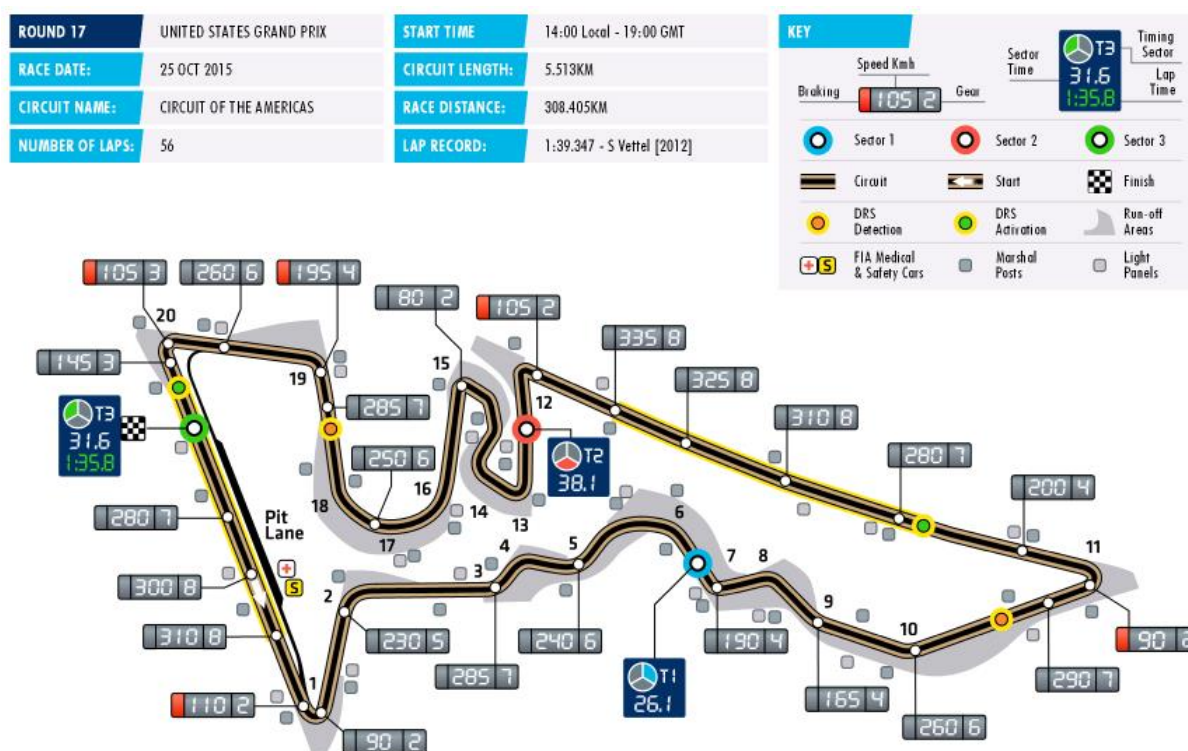 ROUND 17 UNITED STATES GRAND PRIX
RACE DATE: 25 OCT 2015
CIRCUIT NAME: CIRCUIT OF THE AMERICAS
NUMBER OF LAPS: 56
START TIME 14:00 Local - 19:00 GMT
CIRCUIT LENGTH: 5.513KM
RACE DISTANCE: 308.405KM
LAP RECORD: 1:39.347 - S Vettel [2012]
KEY
Speed Kmh
Braking 105 2 Gear
Sector Time
T3
31.6
1:35.8
Timing Sector
Lap Time
Sector 1 Sector 2 Sector 3
Circuit Start Finish
DRS Detection DRS Activation Run-off Areas
S FIA Medical & Safety Cars Marshal Posts Light Panels
105 3
260 6
195 4
80 2
105 2
335 8
325 8
310 8
280 7
200 4
20
145 3
19
15
12
285 7
T3
31.6
1:35.8
T2
38.1
250 6
18
17
16
14
13
11
280 7
Pit Lane
300 8
S
310 8
110 2
1
90 2
2
230 5
3
285 7
4
5
240 6
6
T1
26.1
7
190 4
8
9
165 4
10
260 6
290 7
90 2